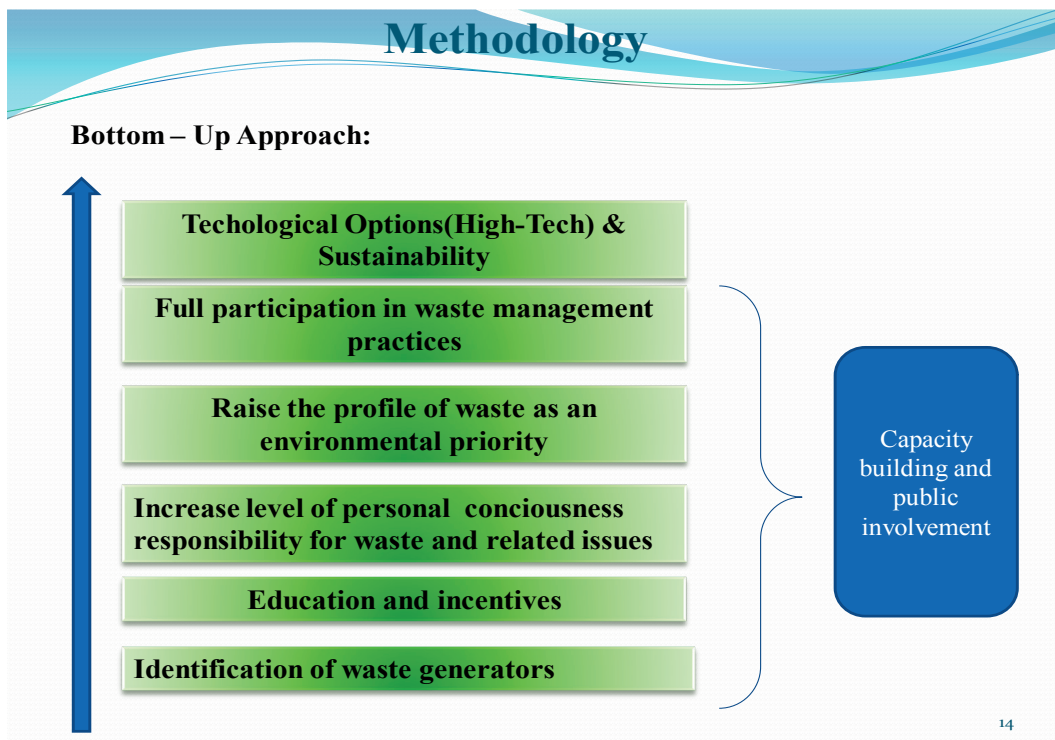 Methodology
Bottom – Up Approach:
Techological Options(High-Tech) &
Sustainability
Full participation in waste management
practices
Raise the profile of waste as an
environmental priority
Increase level of personal conciousness
responsibility for waste and related issues
Education and incentives
Identification of waste generators
Capacity
building and
public
involvement
14